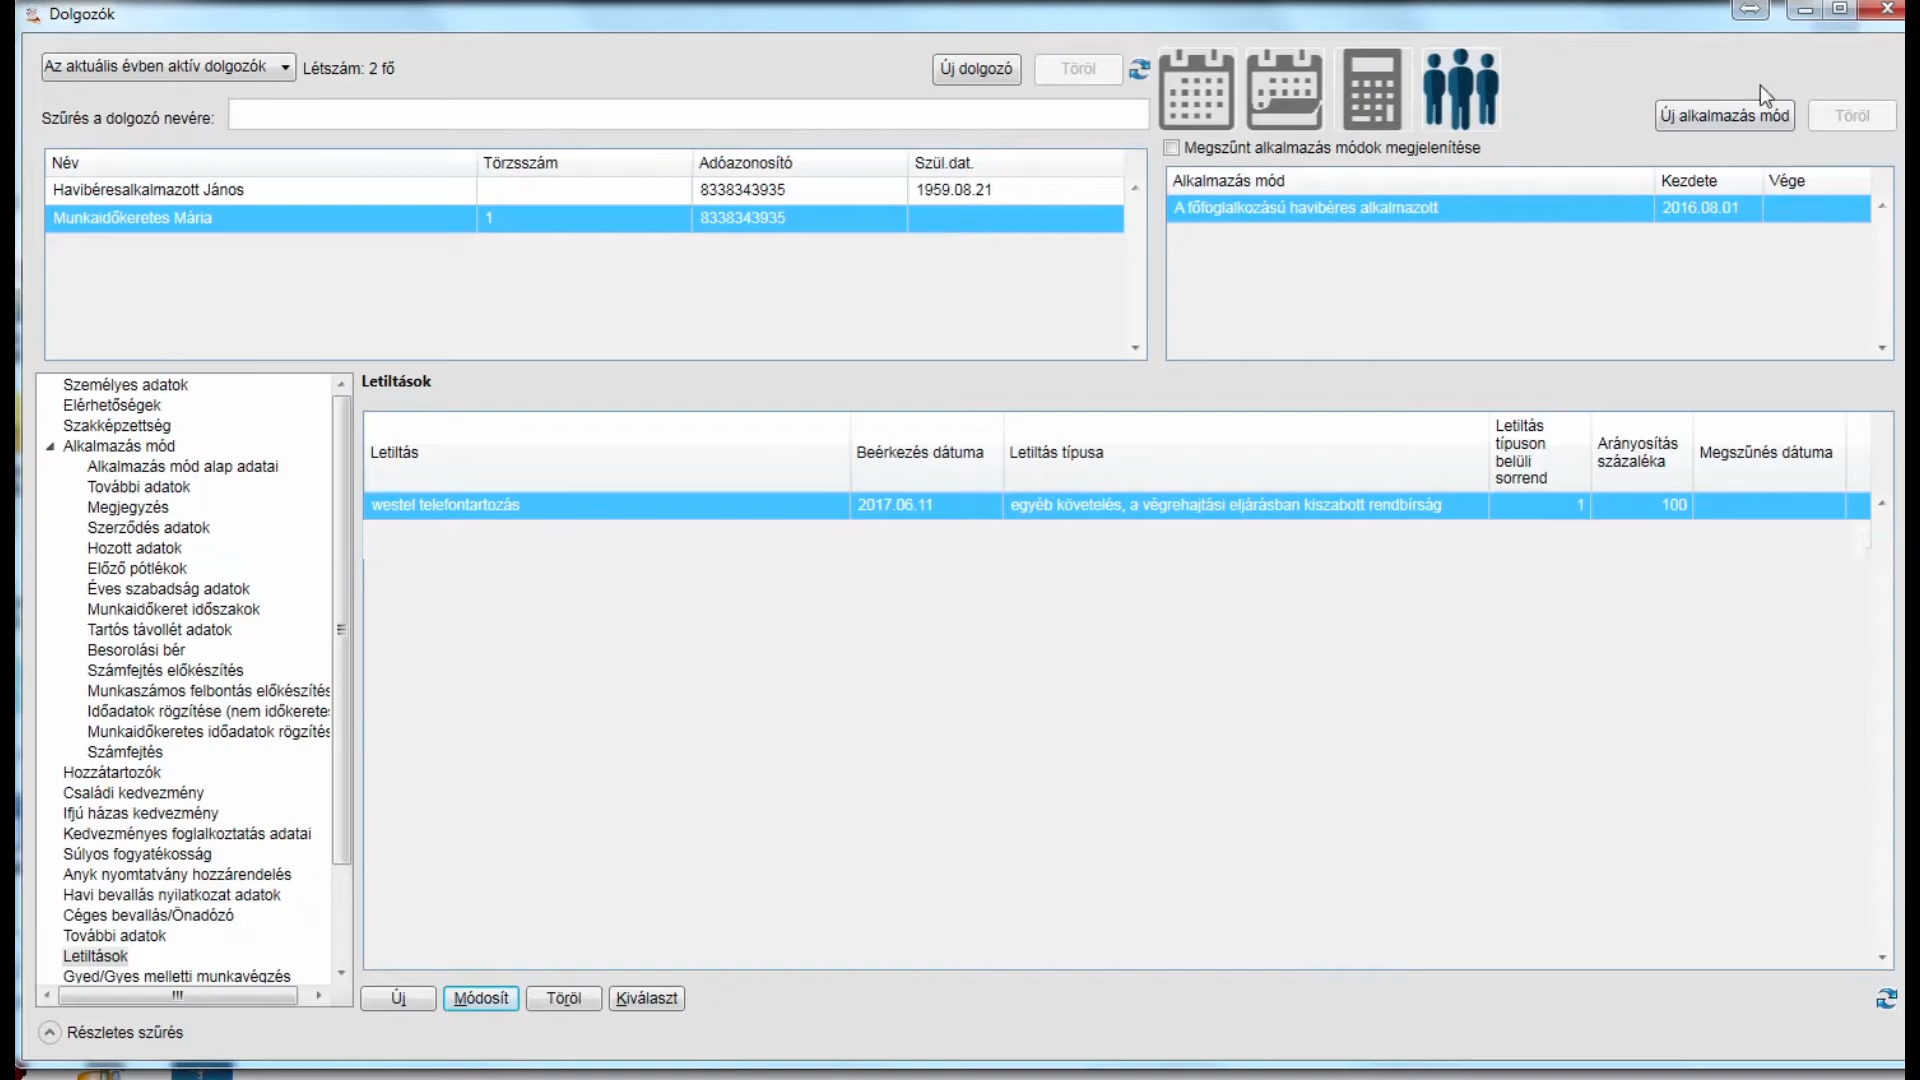 Dolgozók
Az aktuális évben aktív dolgozók
Létszám: 2 fő
Új dolgozó
Töröl
Szűrés a dolgozó nevére:
Új alkalmazás mód
Töröl
Megszűnt alkalmazás módok megjelenítése
Név Törzsszám Adóazonosító Szül.dat.
Havibéresalkalmazott János 8338343935 1959.08.21
Munkaidőkeretes Mária 1 8338343935
Alkalmazás mód Kezdete Vége
A főfoglalkozású havibéres alkalmazott 2016.08.01
Személyes adatok
Elérhetőségek
Szakképzettség
Alkalmazás mód
Alkalmazás mód alap adatai
További adatok
Megjegyzés
Szerződés adatok
Hozott adatok
Előző pótlékok
Éves szabadság adatok
Munkaidőkeret időszakok
Tartós távollét adatok
Besorolási bér
Számfejtés előkészítés
Munkaszámos felbontás előkészítés
Időadatok rögzítése (nem időkerete
Munkaidőkeretes időadatok rögzítés
Számfejtés
Hozzátartozók
Családi kedvezmény
Ifjú házas kedvezmény
Kedvezményes foglalkoztatás adatai
Súlyos fogyatékosság
Anyk nyomtatvány hozzárendelés
Havi bevallás nyilatkozat adatok
Céges bevallás/Önadózó
További adatok
Letiltások
Gyed/Gyes melletti munkavégzés
Letiltások
Letiltás
Beérkezés dátuma
Letiltás típusa
Letiltás
típuson
belüli
sorrend
Arányosítás
százaléka
Megszűnés dátuma
westel telefontartozás 2017.06.11 egyéb követelés, a végrehajtási eljárásban kiszabott rendbírság 1 100
Új
Módosít
Töröl
Kiválaszt
Részletes szűrés